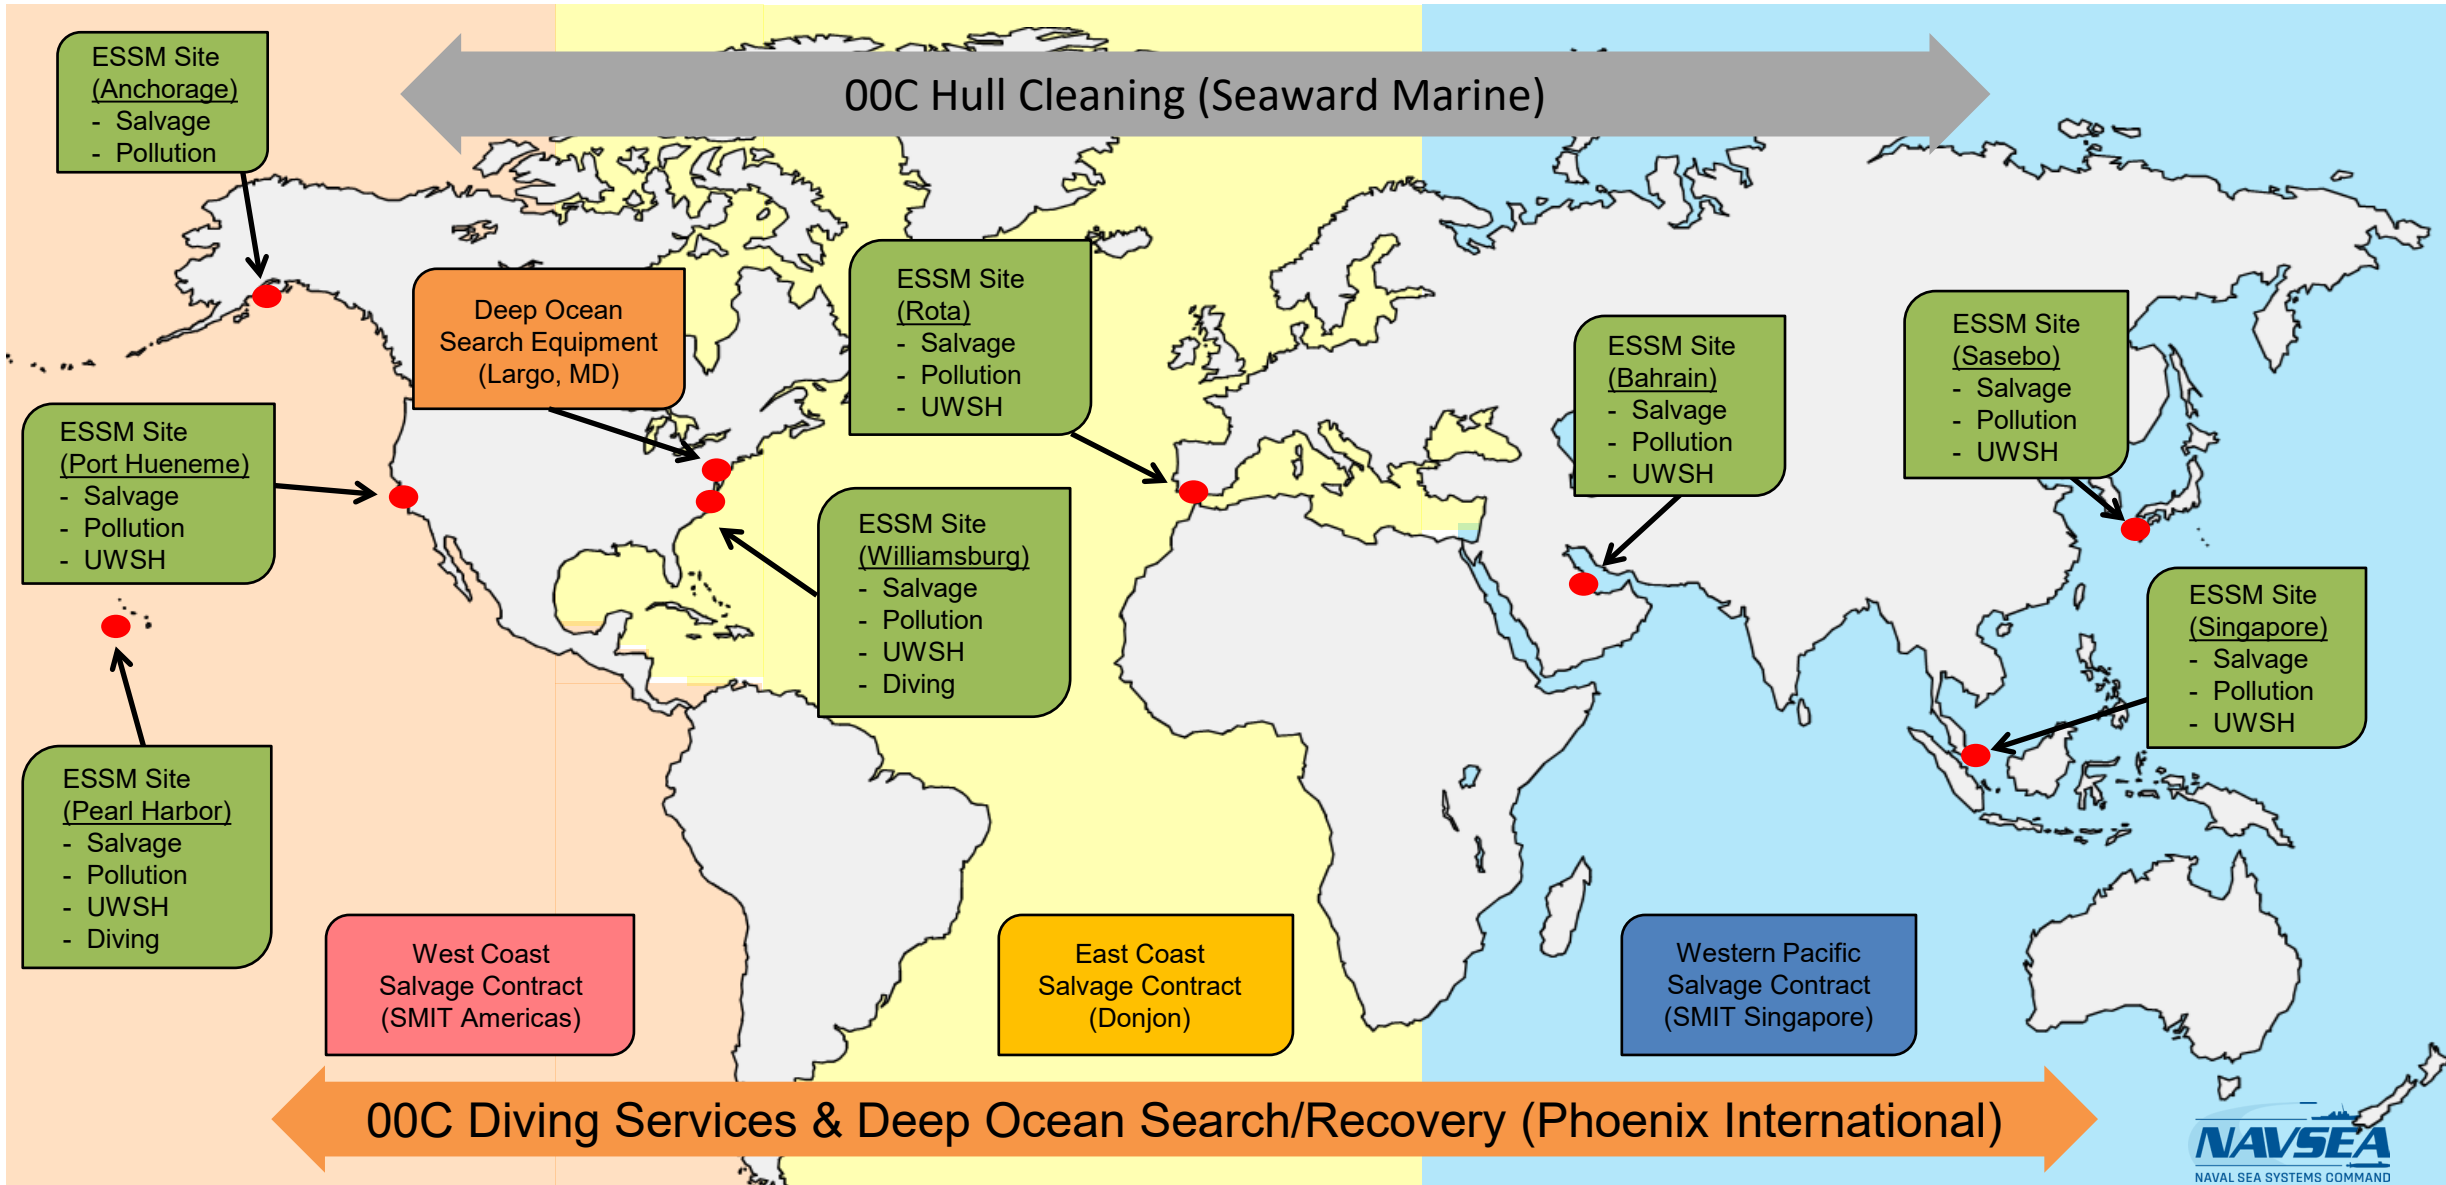 00C Hull Cleaning (Seaward Marine)
ESSM Site
(Anchorage)
- Salvage
- Pollution
Deep Ocean
Search Equipment
(Largo, MD)
ESSM Site
(Rota)
- Salvage
- Pollution
- UWSH
ESSM Site
(Bahrain)
- Salvage
- Pollution
- UWSH
ESSM Site
(Sasebo)
- Salvage
- Pollution
- UWSH
ESSM Site
(Port Hueneme)
- Salvage
- Pollution
- UWSH
ESSM Site
(Williamsburg)
- Salvage
- Pollution
- UWSH
- Diving
ESSM Site
(Singapore)
- Salvage
- Pollution
- UWSH
ESSM Site
(Pearl Harbor)
- Salvage
- Pollution
- UWSH
- Diving
West Coast
Salvage Contract
(SMIT Americas)
East Coast
Salvage Contract
(Donjon)
Western Pacific
Salvage Contract
(SMIT Singapore)
00C Diving Services & Deep Ocean Search/Recovery (Phoenix International)
NAVSEA
NAVAL SEA SYSTEMS COMMAND